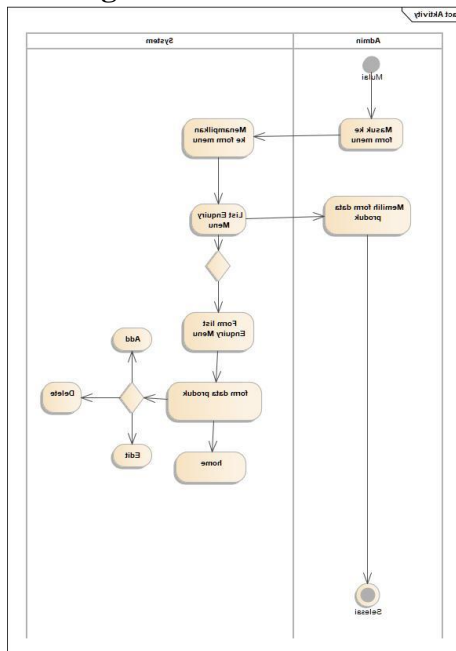 act Aktivity
Admin
System
Mulai
Masuk ke
form menu
Menampilkan
ke form menu
Memilih form data
produk
List Enquiry
Menu
Form list
Enquiry Menu
Add
form data produk
Delete
Edit
home
Selesai